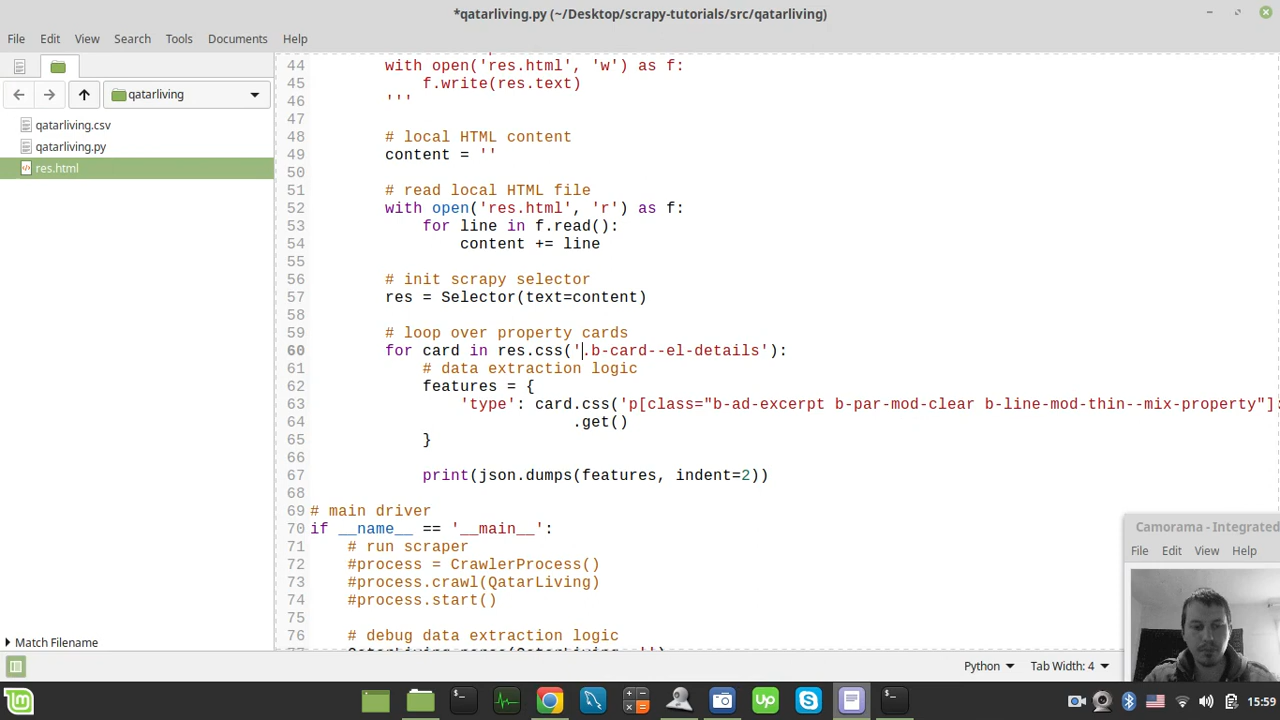 *qatarliving.py (~/Desktop/scrapy-tutorials/src/qatarliving)
File Edit View Search Tools Documents Help
qatarliving
qatarliving.csv
qatarliving.py
res.html
Match Filename
44 with open('res.html', 'w') as f:
45 f.write(res.text)
46 '''
47
48 # local HTML content
49 content = ''
50
51 # read local HTML file
52 with open('res.html', 'r') as f:
53 for line in f.read():
54 content += line
55
56 # init scrapy selector
57 res = Selector(text=content)
58
59 # loop over property cards
60 for card in res.css('.b-card--el-details'):
61 # data extraction logic
62 features = {
63 'type': card.css('p[class="b-ad-excerpt b-par-mod-clear b-line-mod-thin--mix-property"]
64 .get()
65 }
66
67 print(json.dumps(features, indent=2))
68
69 # main driver
70 if __name__ == '__main__':
71 # run scraper
72 #process = CrawlerProcess()
73 #process.crawl(QatarLiving)
74 #process.start()
75
76 # debug data extraction logic
Camorama - Integrated
File Edit View Help
Python Tab Width: 4
15:59